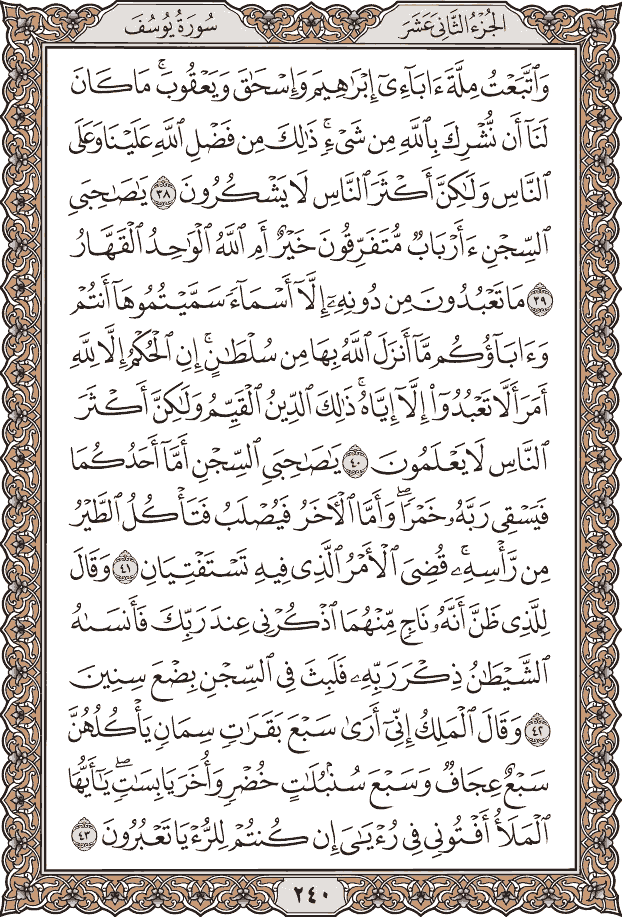 الجُزْءُ الثَّانِي عَشَرَ
سُورَةُ يُوسُفَ
وَٱتَّبَعۡتُ مِلَّةَ ءَابَآءِيٓ إِبۡرَٰهِيمَ وَإِسۡحَٰقَ وَيَعۡقُوبَۚ مَا كَانَ
لَنَآ أَن نُّشۡرِكَ بِٱللَّهِ مِن شَيۡءٖۚ ذَٰلِكَ مِن فَضۡلِ ٱللَّهِ عَلَيۡنَا وَعَلَى
ٱلنَّاسِ وَلَٰكِنَّ أَكۡثَرَ ٱلنَّاسِ لَا يَشۡكُرُونَ ٣٨ يَٰصَٰحِبَيِ
ٱلسِّجۡنِ ءَأَرۡبَابٞ مُّتَفَرِّقُونَ خَيۡرٌ أَمِ ٱللَّهُ ٱلۡوَٰحِدُ ٱلۡقَهَّارُ
٣٩ مَا تَعۡبُدُونَ مِن دُونِهِۦٓ إِلَّآ أَسۡمَآءٗ سَمَّيۡتُمُوهَآ أَنتُمۡ
وَءَابَآؤُكُم مَّآ أَنزَلَ ٱللَّهُ بِهَا مِن سُلۡطَٰنٍۚ إِنِ ٱلۡحُكۡمُ إِلَّا لِلَّهِ
أَمَرَ أَلَّا تَعۡبُدُوٓاْ إِلَّآ إِيَّاهُۚ ذَٰلِكَ ٱلدِّينُ ٱلۡقَيِّمُ وَلَٰكِنَّ أَكۡثَرَ
ٱلنَّاسِ لَا يَعۡلَمُونَ ٤٠ يَٰصَٰحِبَيِ ٱلسِّجۡنِ أَمَّآ أَحَدُكُمَا
فَيَسۡقِي رَبَّهُۥ خَمۡرٗاۖ وَأَمَّا ٱلۡأٓخَرُ فَيُصۡلَبُ فَتَأۡكُلُ ٱلطَّيۡرُ
مِن رَّأۡسِهِۦۚ قُضِيَ ٱلۡأَمۡرُ ٱلَّذِي فِيهِ تَسۡتَفۡتِيَانِ ٤١ وَقَالَ
لِلَّذِي ظَنَّ أَنَّهُۥ نَاجٖ مِّنۡهُمَا ٱذۡكُرۡنِي عِندَ رَبِّكَ فَأَنسَىٰهُ
ٱلشَّيۡطَٰنُ ذِكۡرَ رَبِّهِۦ فَلَبِثَ فِي ٱلسِّجۡنِ بِضۡعَ سِنِينَ
٤٢ وَقَالَ ٱلۡمَلِكُ إِنِّيٓ أَرَىٰ سَبۡعَ بَقَرَٰتٖ سِمَانٖ يَأۡكُلُهُنَّ
سَبۡعٌ عِجَافٞ وَسَبۡعَ سُنۢبُلَٰتٍ خُضۡرٖ وَأُخَرَ يَابِسَٰتٖۖ يَٰٓأَيُّهَا
ٱلۡمَلَأُ أَفۡتُونِي فِي رُءۡيَٰيَ إِن كُنتُمۡ لِلرُّءۡيَا تَعۡبُرُونَ ٤٣
٢٤٠